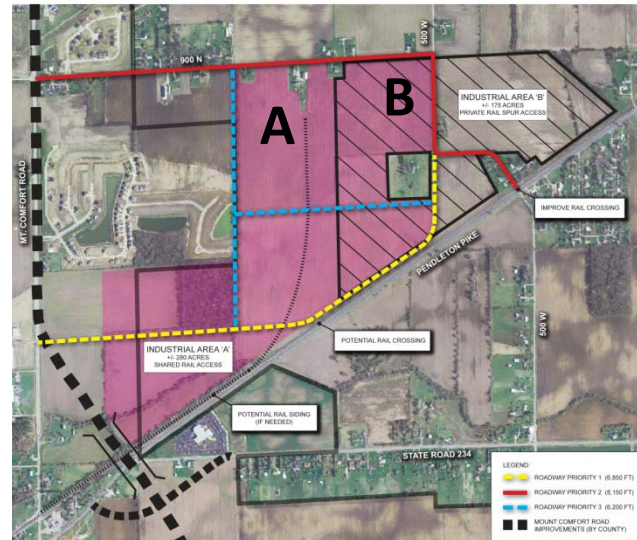 500 W
900 N
A
B
INDUSTRIAL AREA 'B'
+/- 175 ACRES
PRIVATE RAIL SPUR ACCESS
MT. COMFORT ROAD
IMPROVE RAIL CROSSING
PENDLETON PIKE
500 W
POTENTIAL RAIL CROSSING
INDUSTRIAL AREA 'A'
+/- 280 ACRES
SHARED RAIL ACCESS
POTENTIAL RAIL SIDING
(IF NEEDED)
STATE ROAD 234
LEGEND:
ROADWAY PRIORITY 1 (6,850 FT)
ROADWAY PRIORITY 2 (8,150 FT)
ROADWAY PRIORITY 3 (6,200 FT)
MOUNT COMFORT ROAD
IMPROVEMENTS (BY COUNTY)